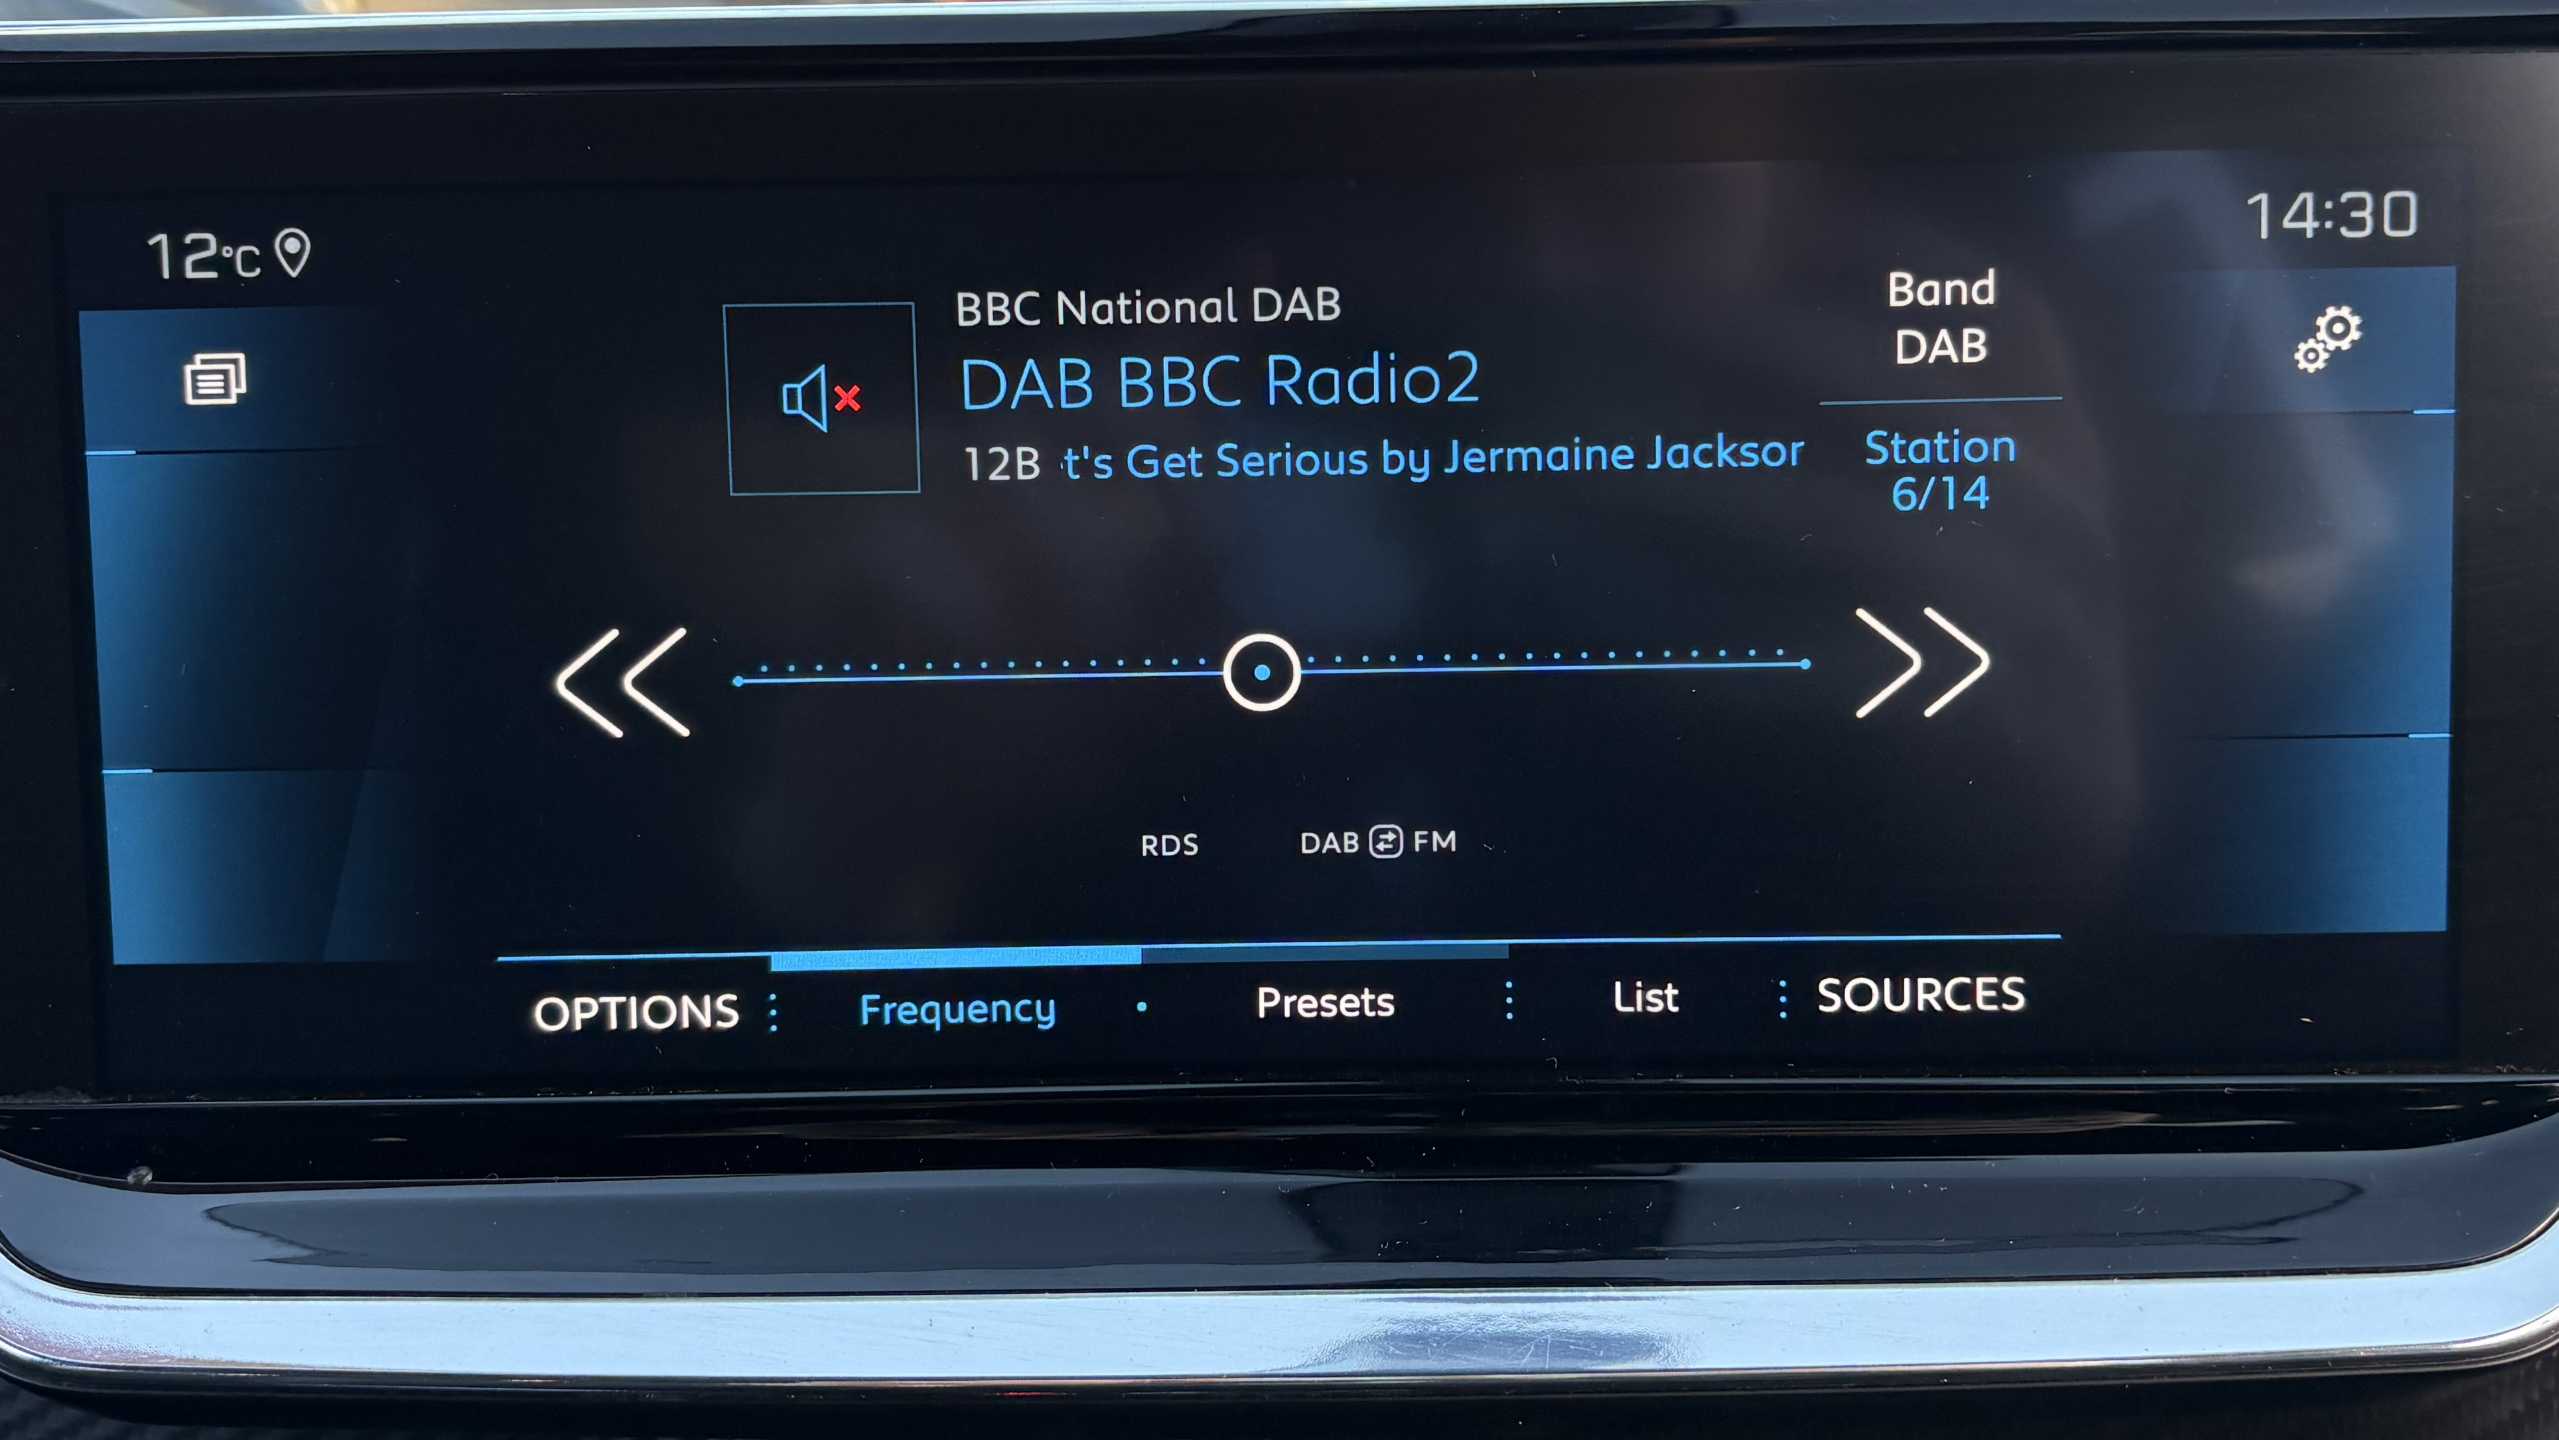 12°C
14:30
BBC National DAB
DAB BBC Radio2
12B t's Get Serious by Jermaine Jacksor
Band
DAB
Station
6/14
RDS DAB FM
OPTIONS Frequency Presets List SOURCES